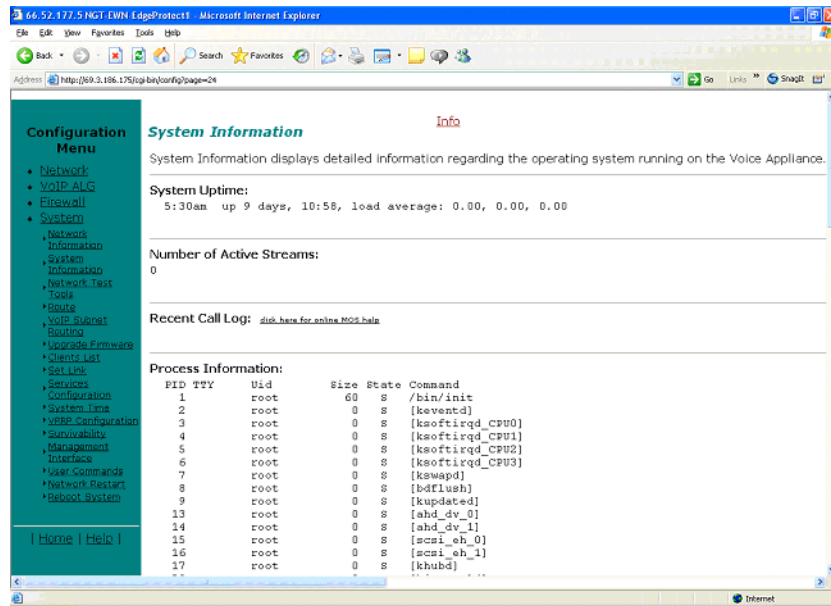 66.52.177.5 NGT-EWN-EdgeProtect1 - Microsoft Internet Explorer
File Edit View Favorites Tools Help
Back Search Favorites
Address http://69.3.186.175/cgi-bin/config?page=24 Go Links » SnagIt
Configuration Menu
Network
VoIP ALG
Firewall
System
Network Information
System Information
Network Test Tools
Route
VoIP Subnet Routing
Upgrade Firmware
Clients List
Set Link
Services Configuration
System Time
VRRP Configuration
Survivability
Management Interface
User Commands
Network Restart
Reboot System
| Home | Help |
Info
System Information
System Information displays detailed information regarding the operating system running on the Voice Appliance.
System Uptime:
5:30am up 9 days, 10:58, load average: 0.00, 0.00, 0.00
Number of Active Streams:
0
Recent Call Log: click here for online MOS help
Process Information:
PID TTY Uid Size State Command
1 root 60 S /bin/init
2 root 0 S [keventd]
3 root 0 S [ksoftirqd_CPU0]
4 root 0 S [ksoftirqd_CPU1]
5 root 0 S [ksoftirqd_CPU2]
6 root 0 S [ksoftirqd_CPU3]
7 root 0 S [kswapd]
8 root 0 S [bdflush]
9 root 0 S [kupdated]
13 root 0 S [ahd_dv_0]
14 root 0 S [ahd_dv_1]
15 root 0 S [scsi_eh_0]
16 root 0 S [scsi_eh_1]
17 root 0 S [khubd]
Internet